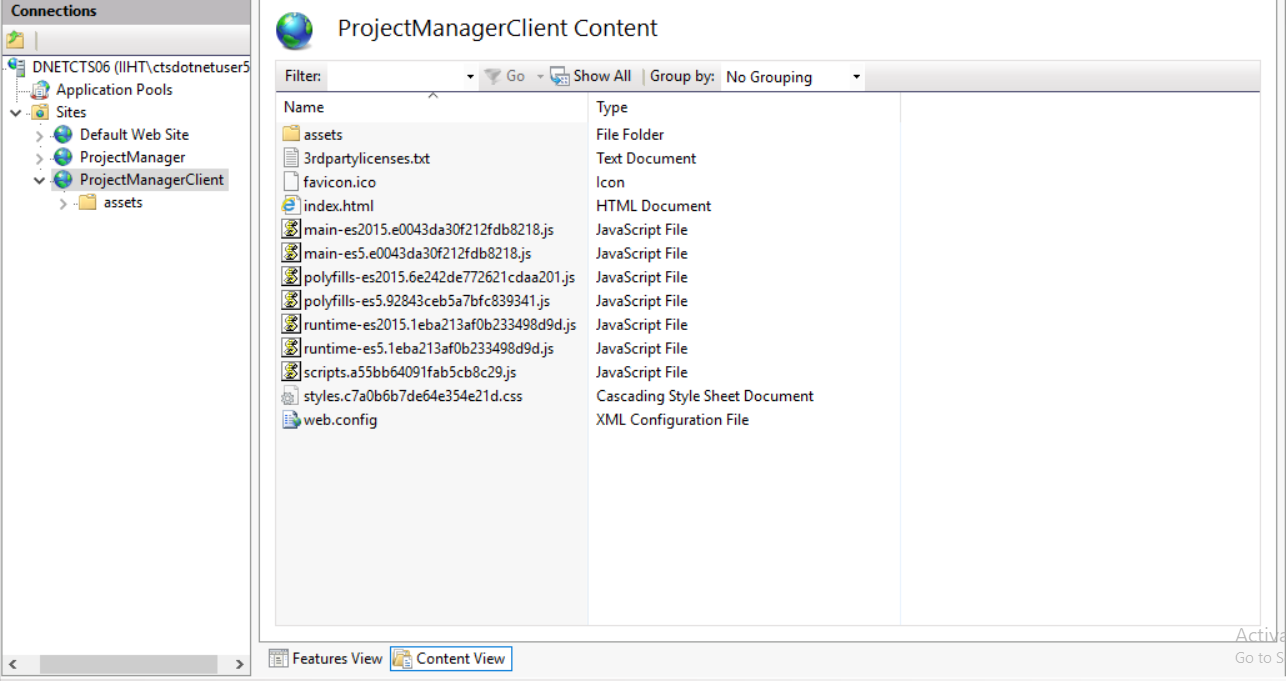 Connections
DNETCTS06 (IIHT\ctsdotnetuser5
Application Pools
Sites
Default Web Site
ProjectManager
ProjectManagerClient
assets
ProjectManagerClient Content
Filter: Go Show All Group by: No Grouping
Name Type
assets File Folder
3rdpartylicenses.txt Text Document
favicon.ico Icon
index.html HTML Document
main-es2015.e0043da30f212fdb8218.js JavaScript File
main-es5.e0043da30f212fdb8218.js JavaScript File
polyfills-es2015.6e242de772621cdaa201.js JavaScript File
polyfills-es5.92843ceb5a7bfc839341.js JavaScript File
runtime-es2015.1eba213af0b233498d9d.js JavaScript File
runtime-es5.1eba213af0b233498d9d.js JavaScript File
scripts.a55bb64091fab5cb8c29.js JavaScript File
styles.c7a0b6b7de64e354e21d.css Cascading Style Sheet Document
web.config XML Configuration File
Features View Content View
Activa
Go to S